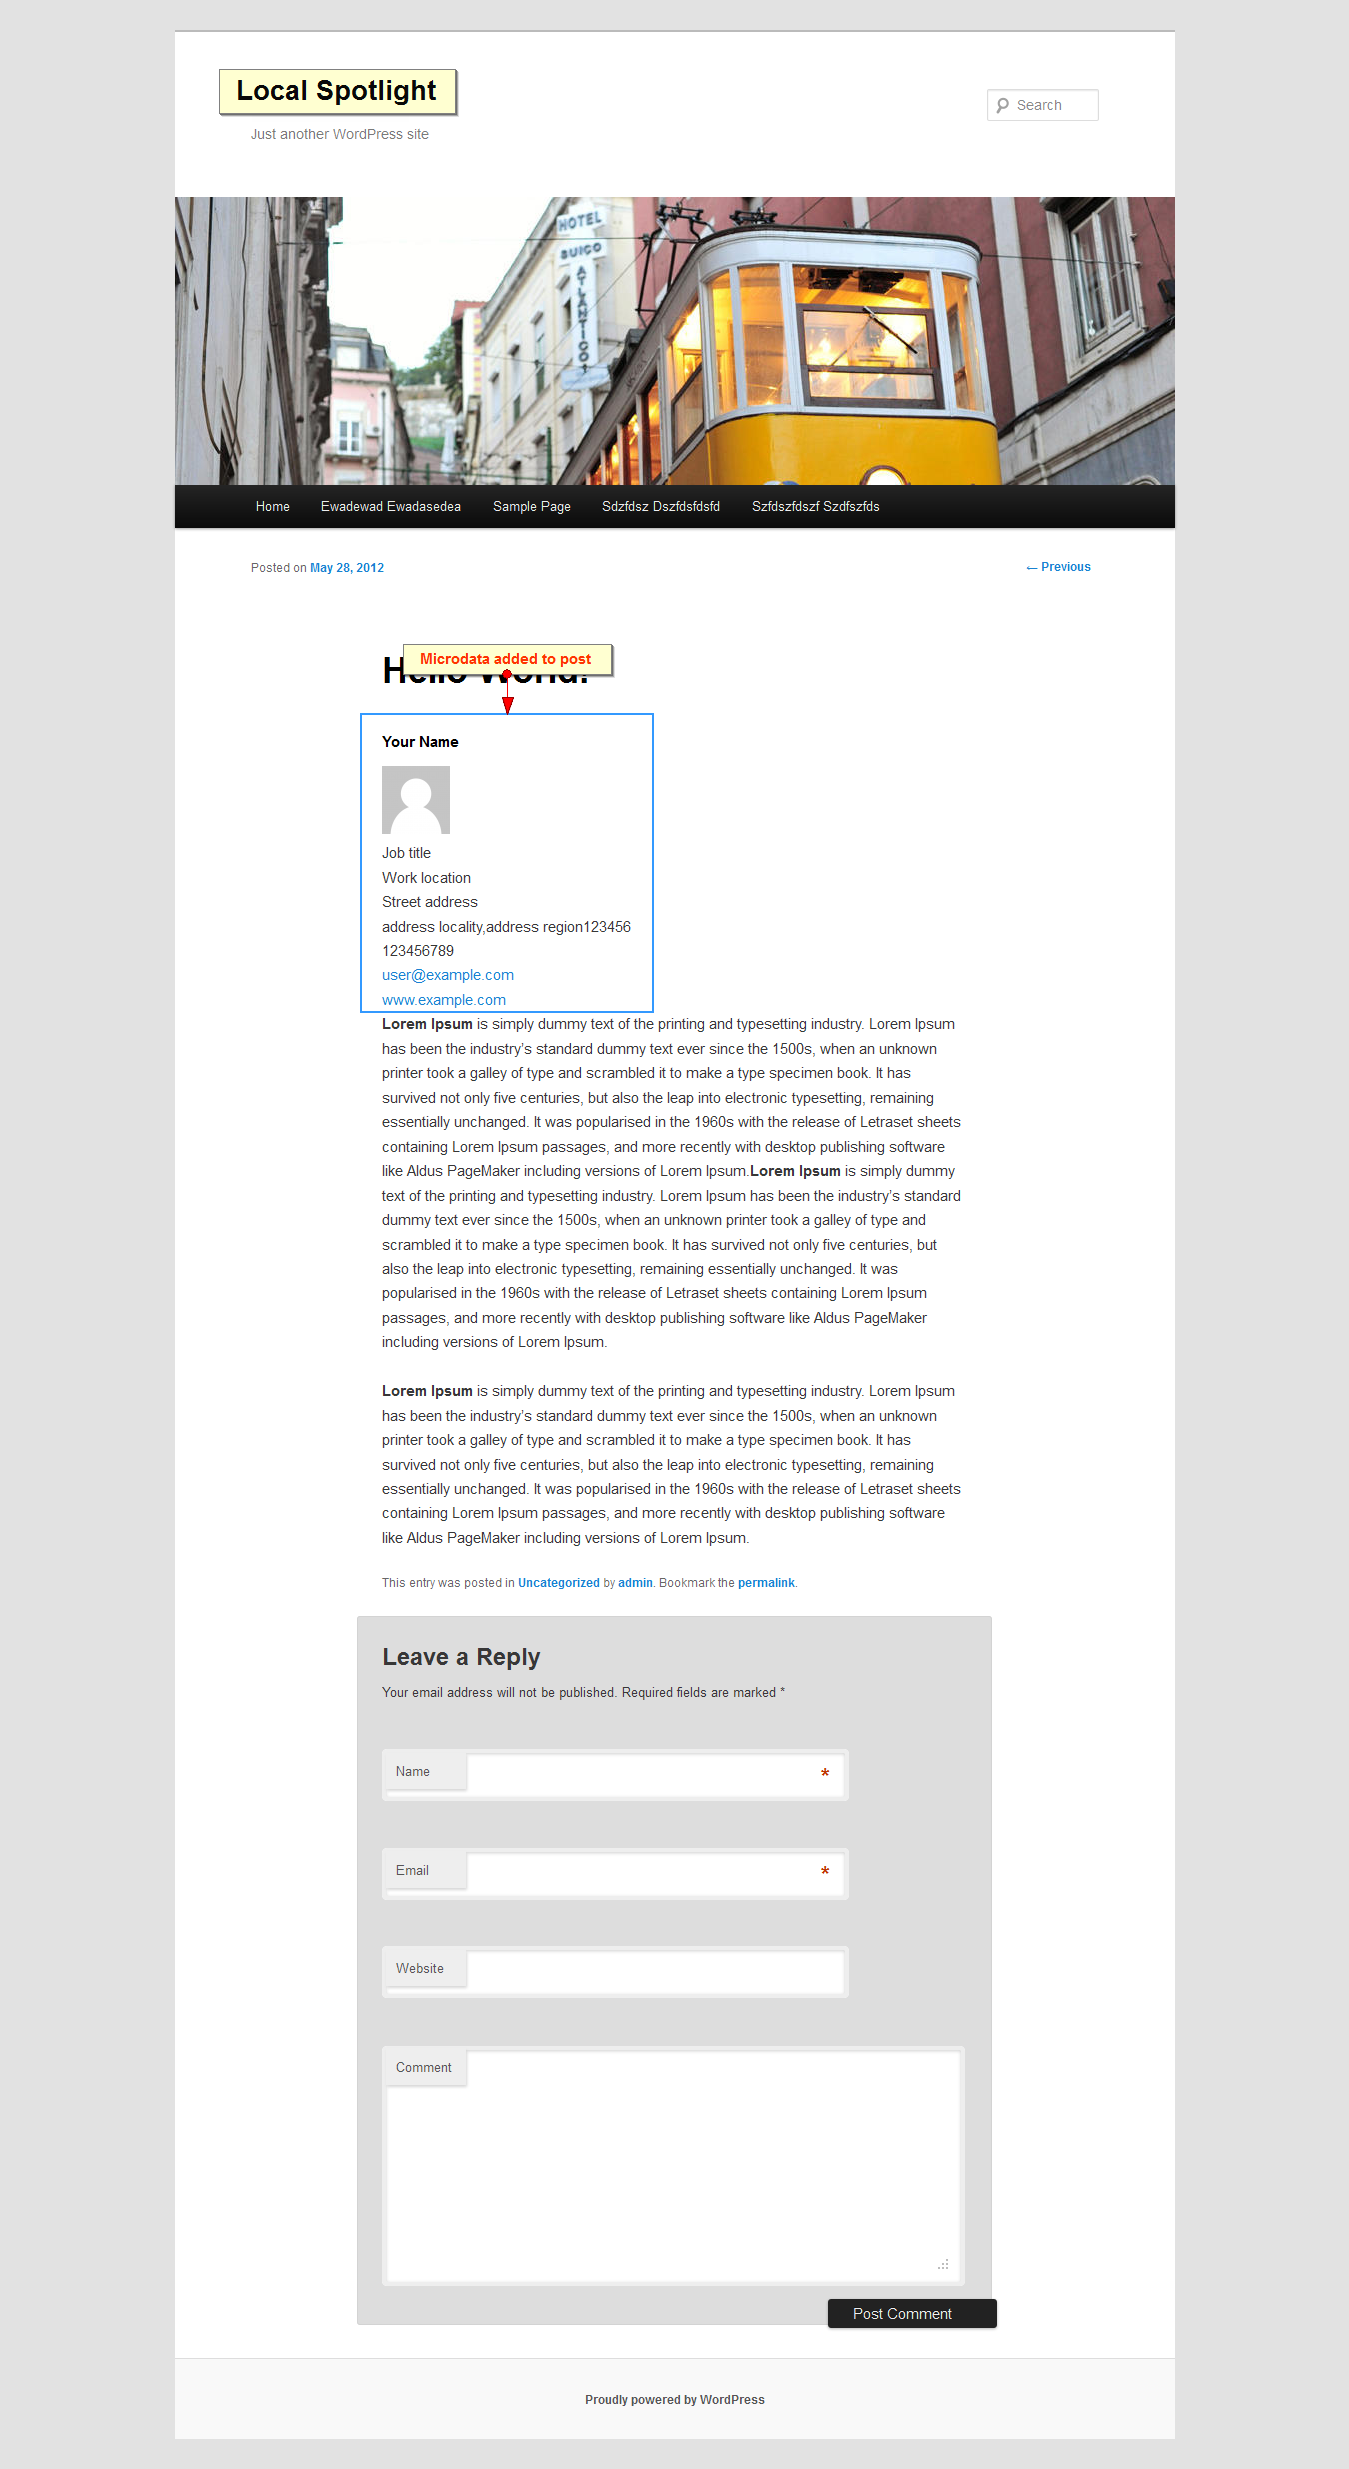 Local Spotlight
Just another WordPress site
Search
HOTEL
SUIÇO
ATLANTICO
Home Ewadewad Ewadasedea Sample Page Sdzfdsz Dszfdsfdsfd Szfdszfdszf Szdfszfds
Posted on May 28, 2012
← Previous
Microdata added to post
Hello World!
Your Name
Job title
Work location
Street address
address locality,address region123456
123456789
user@example.com
www.example.com
Lorem Ipsum is simply dummy text of the printing and typesetting industry. Lorem Ipsum
has been the industry’s standard dummy text ever since the 1500s, when an unknown
printer took a galley of type and scrambled it to make a type specimen book. It has
survived not only five centuries, but also the leap into electronic typesetting, remaining
essentially unchanged. It was popularised in the 1960s with the release of Letraset sheets
containing Lorem Ipsum passages, and more recently with desktop publishing software
like Aldus PageMaker including versions of Lorem Ipsum.Lorem Ipsum is simply dummy
text of the printing and typesetting industry. Lorem Ipsum has been the industry’s standard
dummy text ever since the 1500s, when an unknown printer took a galley of type and
scrambled it to make a type specimen book. It has survived not only five centuries, but
also the leap into electronic typesetting, remaining essentially unchanged. It was
popularised in the 1960s with the release of Letraset sheets containing Lorem Ipsum
passages, and more recently with desktop publishing software like Aldus PageMaker
including versions of Lorem Ipsum.
Lorem Ipsum is simply dummy text of the printing and typesetting industry. Lorem Ipsum
has been the industry’s standard dummy text ever since the 1500s, when an unknown
printer took a galley of type and scrambled it to make a type specimen book. It has
survived not only five centuries, but also the leap into electronic typesetting, remaining
essentially unchanged. It was popularised in the 1960s with the release of Letraset sheets
containing Lorem Ipsum passages, and more recently with desktop publishing software
like Aldus PageMaker including versions of Lorem Ipsum.
This entry was posted in Uncategorized by admin. Bookmark the permalink.
Leave a Reply
Your email address will not be published. Required fields are marked *
Name *
Email *
Website
Comment
Post Comment
Proudly powered by WordPress